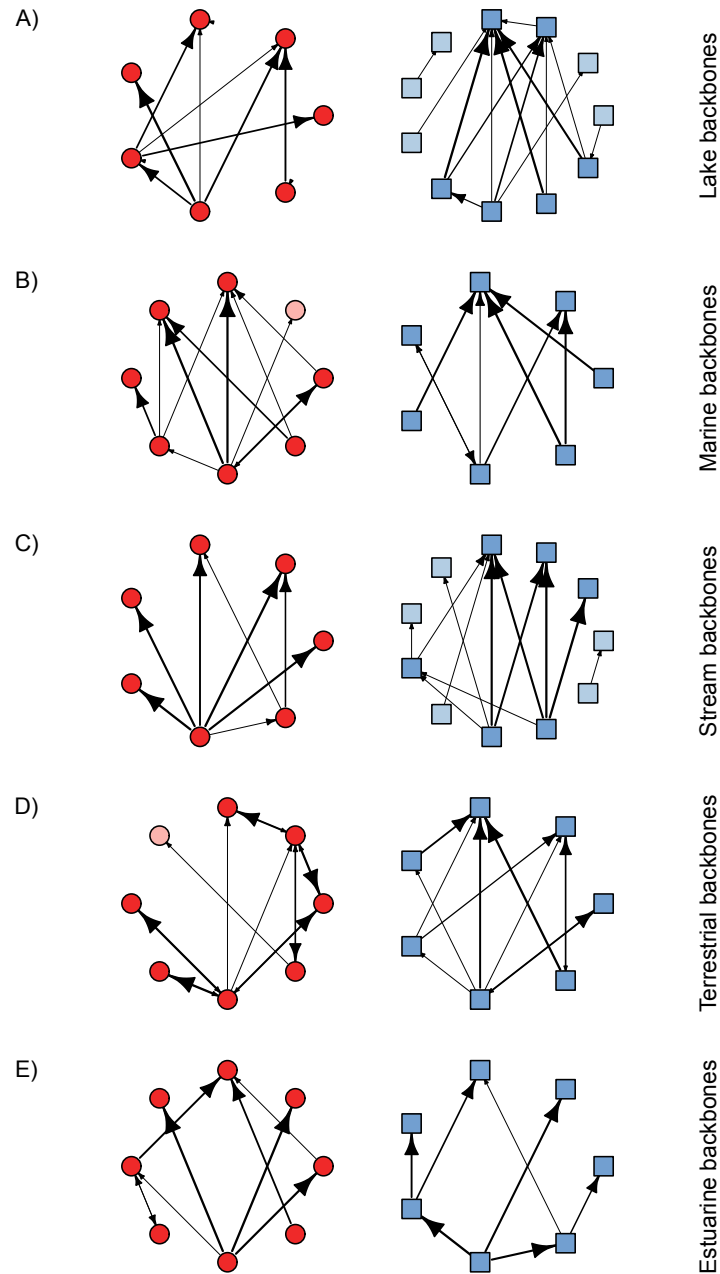 A)
Lake backbones
B)
Marine backbones
C)
Stream backbones
D)
Terrestrial backbones
E)
Estuarine backbones